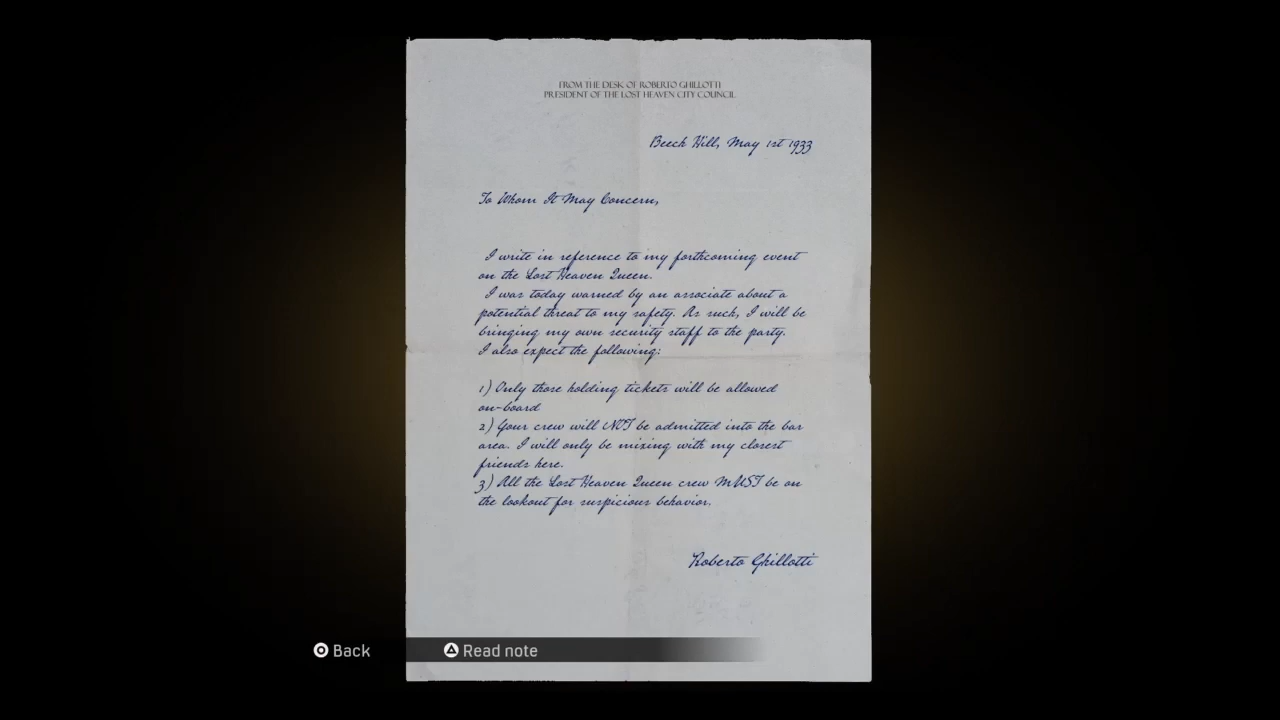 FROM THE DESK OF ROBERTO GHILLOTTI
PRESIDENT OF THE LOST HEAVEN CITY COUNCIL
Beech Hill, May 1st 1933
To Whom It May Concern,
I write in reference to my forthcoming event
on the Lost Heaven Queen.
I was today warned by an associate about a
potential threat to my safety. As such, I will be
bringing my own security staff to the party.
I also expect the following:
1) Only those holding tickets will be allowed
on-board
2) Your crew will NOT be admitted into the bar
area. I will only be mixing with my closest
friends here.
3) All the Lost Heaven Queen crew MUST be on
the lookout for suspicious behavior.
Roberto Ghillotti
Back
Read note